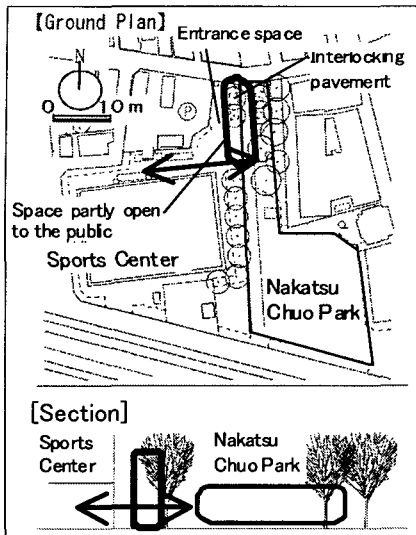 【Ground Plan】
Entrance space
Interlocking
pavement
N
0 10m
P
Space partly open
to the public
Sports Center
Nakatsu
Chuo Park
[Section]
Sports
Center
Nakatsu
Chuo Park